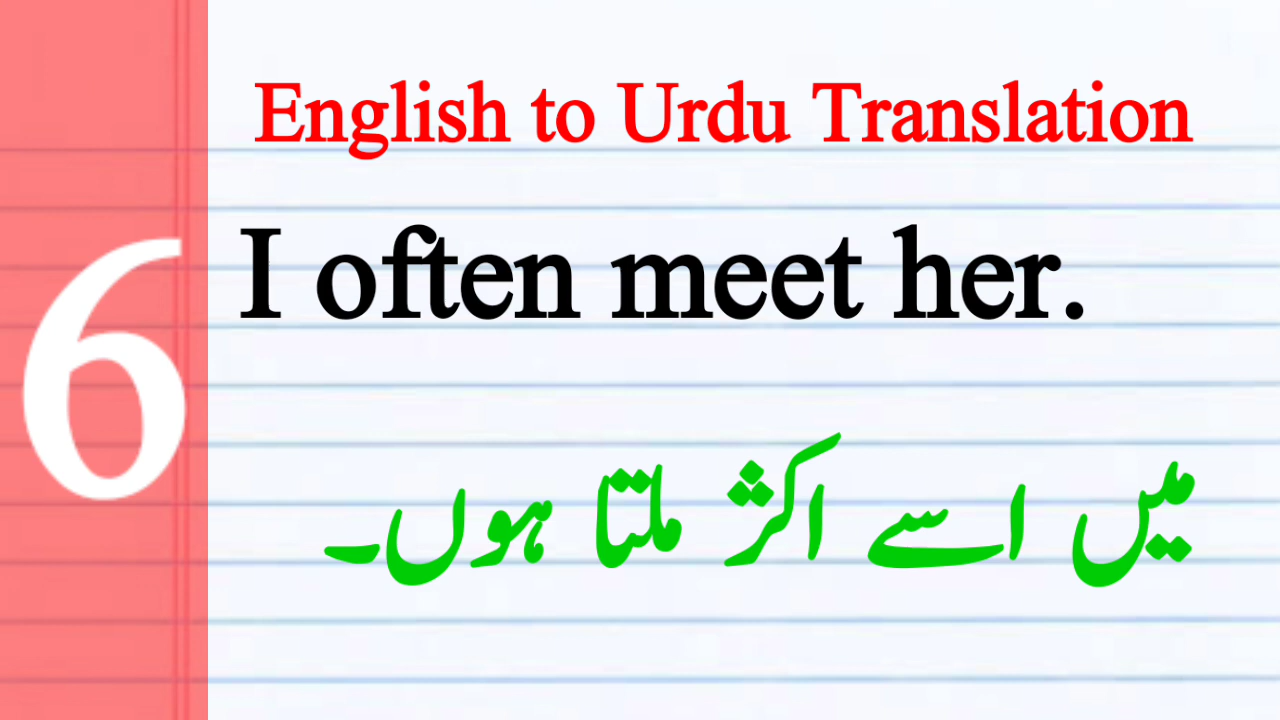 English to Urdu Translation
6
I often meet her.
میں اسے اکثر ملتا ہوں۔